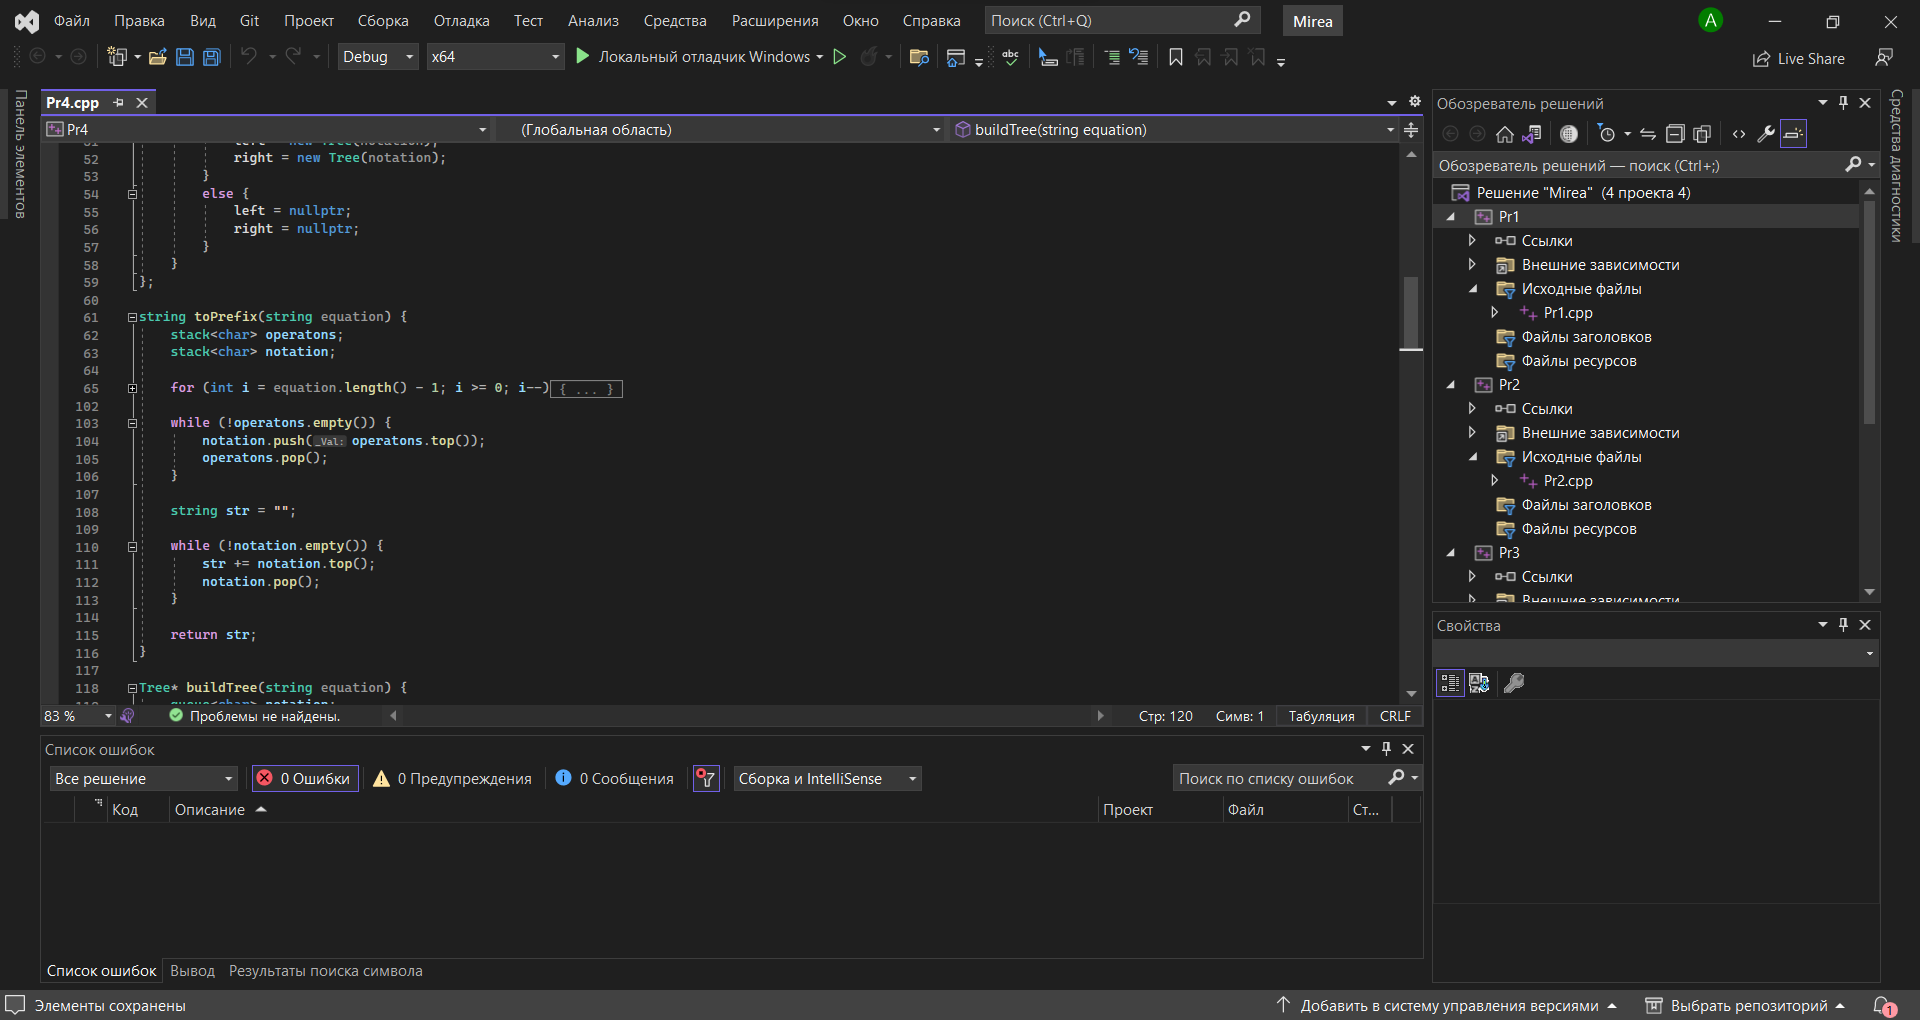 Файл Правка Вид Git Проект Сборка Отладка Тест Анализ Средства Расширения Окно Справка Поиск (Ctrl+Q) Mirea A
Debug x64 Локальный отладчик Windows abc Live Share
Панель элементов
Pr4.cpp
Pr4 (Глобальная область) buildTree(string equation)
52 right = new Tree(notation);
53 }
54 else {
55 left = nullptr;
56 right = nullptr;
57 }
58 }
59 };
60
61 string toPrefix(string equation) {
62 stack<char> operatons;
63 stack<char> notation;
64
65 for (int i = equation.length() - 1; i >= 0; i--){ ... }
102
103 while (!operatons.empty()) {
104 notation.push(_Val: operatons.top());
105 operatons.pop();
106 }
107
108 string str = "";
109
110 while (!notation.empty()) {
111 str += notation.top();
112 notation.pop();
113 }
114
115 return str;
116 }
117
118 Tree* buildTree(string equation) {
83 % Проблемы не найдены. Стр: 120 Симв: 1 Табуляция CRLF
Список ошибок
Все решение 0 Ошибки 0 Предупреждения 0 Сообщения Сборка и IntelliSense Поиск по списку ошибок
Код Описание Проект Файл Ст...
Список ошибок Вывод Результаты поиска символа
Обозреватель решений
Обозреватель решений — поиск (Ctrl+;)
Решение "Mirea" (4 проекта 4)
Pr1
Ссылки
Внешние зависимости
Исходные файлы
Pr1.cpp
Файлы заголовков
Файлы ресурсов
Pr2
Ссылки
Внешние зависимости
Исходные файлы
Pr2.cpp
Файлы заголовков
Файлы ресурсов
Pr3
Ссылки
Внешние зависимости
Свойства
Средства диагностики
Элементы сохранены Добавить в систему управления версиями Выбрать репозиторий 1